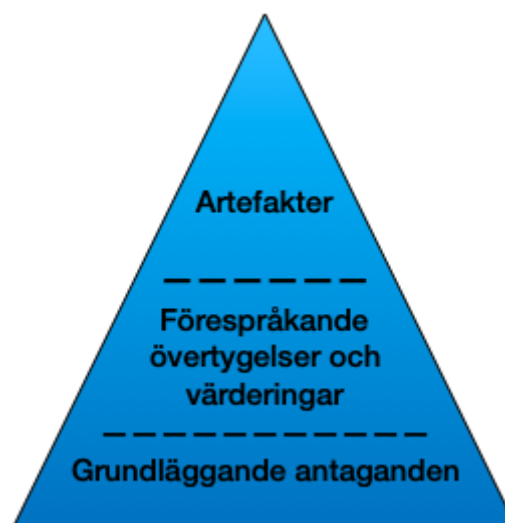 Artefakter
Förespråkande
övertygelser och
värderingar
Grundläggande antaganden